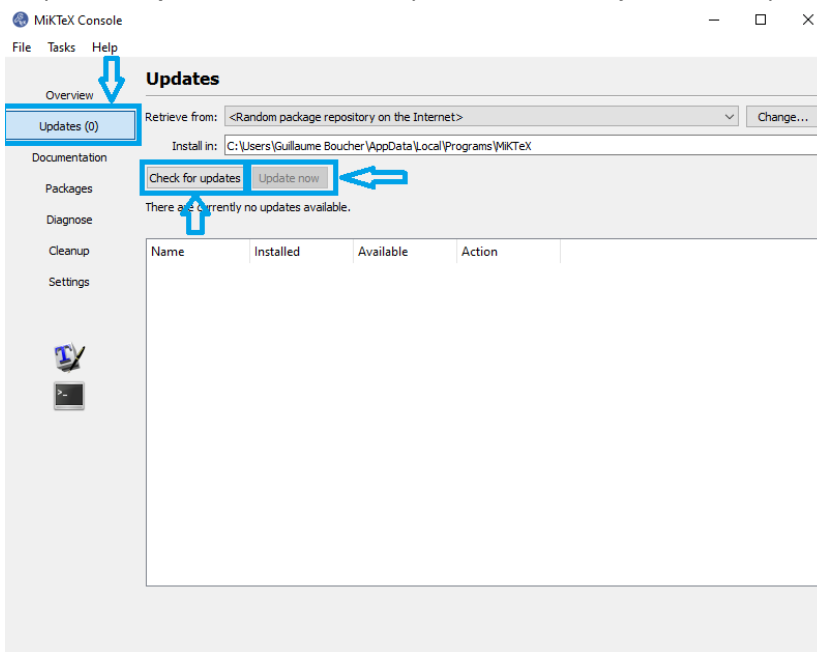 MiKTeX Console
File Tasks Help
Overview
Updates (0)
Documentation
Packages
Diagnose
Cleanup
Settings
Updates
Retrieve from: <Random package repository on the Internet> Change...
Install in: C:\Users\Guillaume Boucher\AppData\Local\Programs\MiKTeX
Check for updates Update now
There are currently no updates available.
Name Installed Available Action